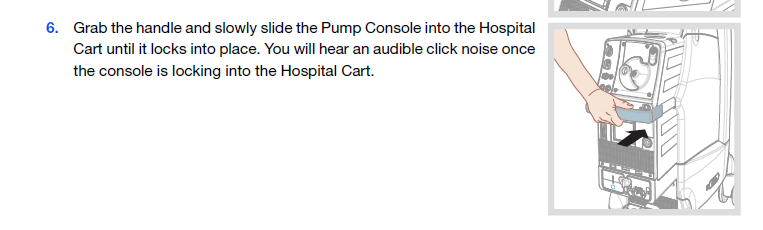 6. Grab the handle and slowly slide the Pump Console into the Hospital
Cart until it locks into place. You will hear an audible click noise once
the console is locking into the Hospital Cart.